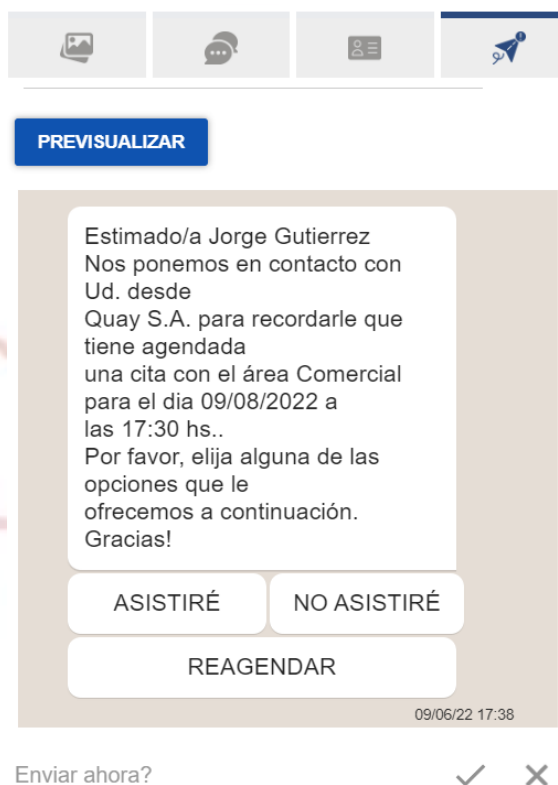 PREVISUALIZAR
Estimado/a Jorge Gutierrez
Nos ponemos en contacto con
Ud. desde
Quay S.A. para recordarle que
tiene agendada
una cita con el área Comercial
para el dia 09/08/2022 a
las 17:30 hs..
Por favor, elija alguna de las
opciones que le
ofrecemos a continuación.
Gracias!
ASISTIRÉ NO ASISTIRÉ
REAGENDAR
09/06/22 17:38
Enviar ahora?